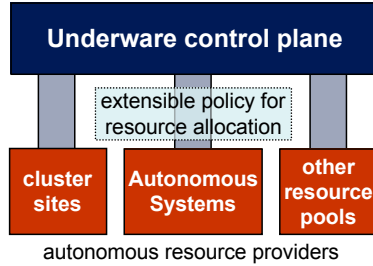 Underware control plane
extensible policy for
resource allocation
cluster
sites
Autonomous
Systems
other
resource
pools
autonomous resource providers